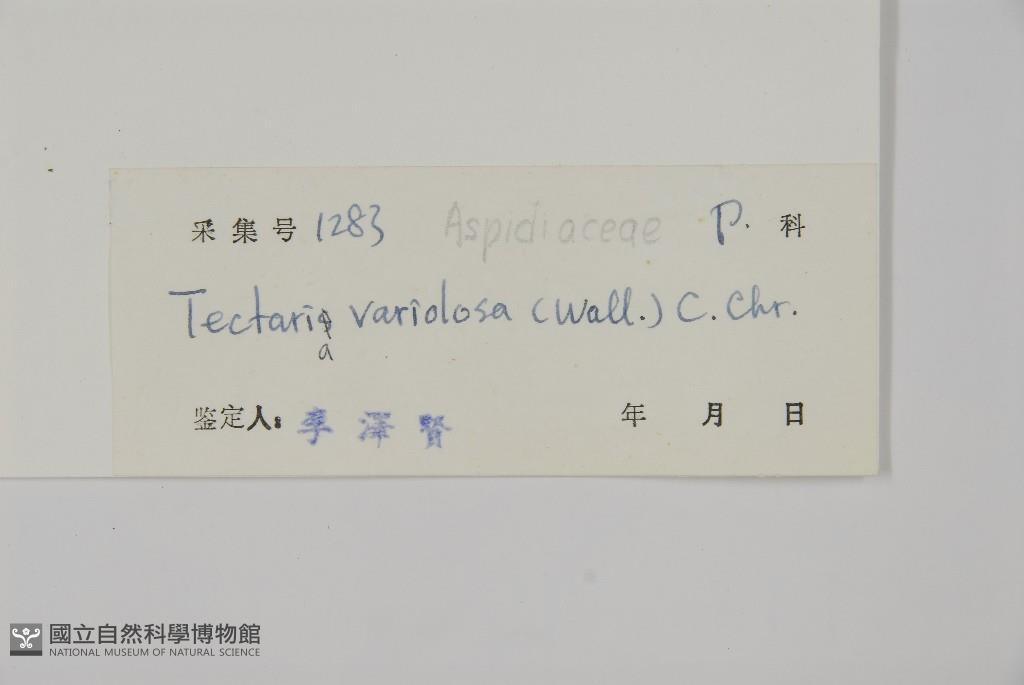 采集号 1283 Aspidiaceae P. 科
Tectaria variolosa (Wall.) C. Chr.
a
鉴定人: 李澤賢 年 月 日
國立自然科學博物館
NATIONAL MUSEUM OF NATURAL SCIENCE